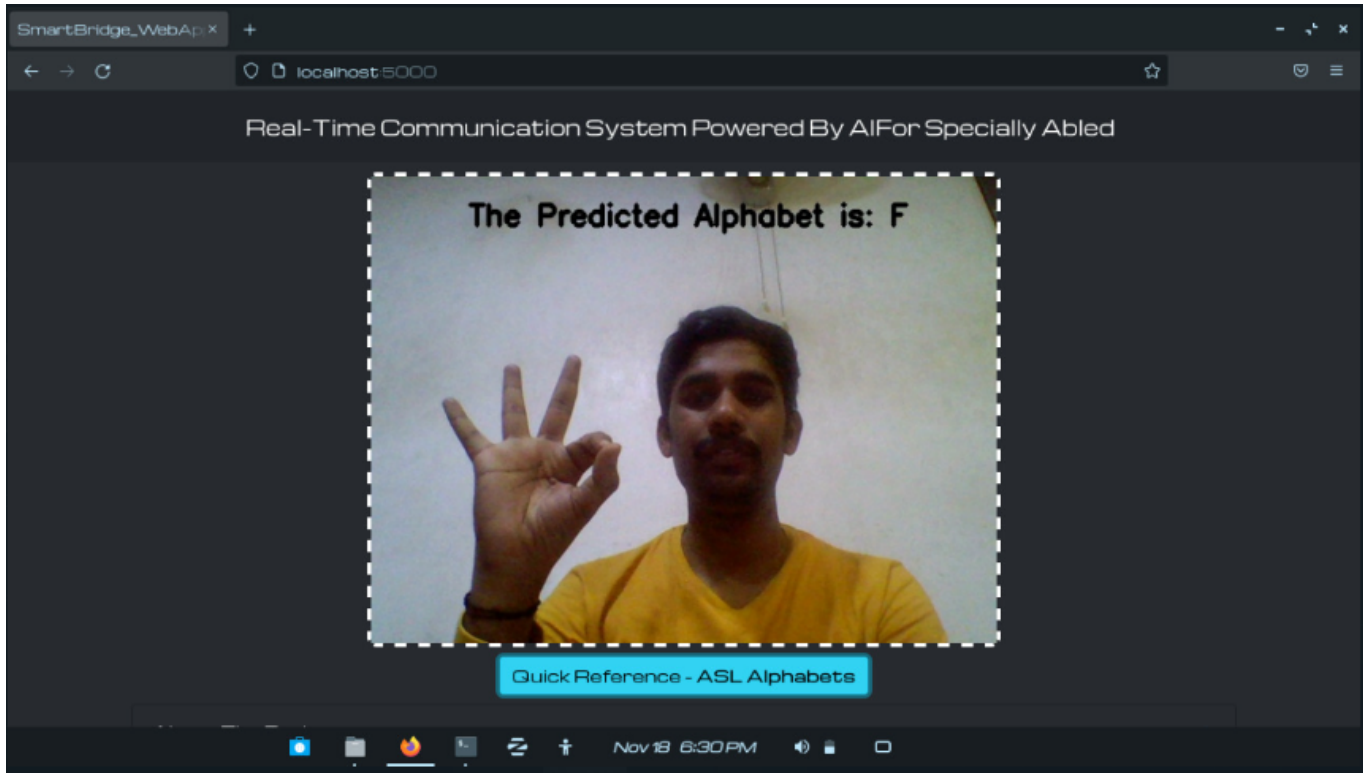 SmartBridge_WebAp
localhost:5000
Real-Time Communication System Powered By AIFor Specially Abled
The Predicted Alphabet is: F
Quick Reference - ASL Alphabets
Nov 18 6:30 PM